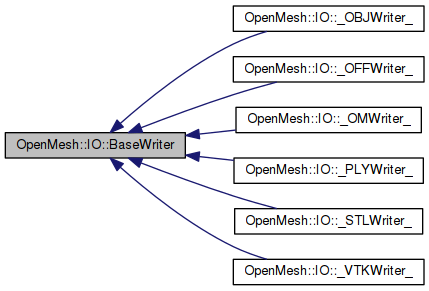 OpenMesh::IO::_OBJWriter_
OpenMesh::IO::_OFFWriter_
OpenMesh::IO::_OMWriter_
OpenMesh::IO::BaseWriter
OpenMesh::IO::_PLYWriter_
OpenMesh::IO::_STLWriter_
OpenMesh::IO::_VTKWriter_